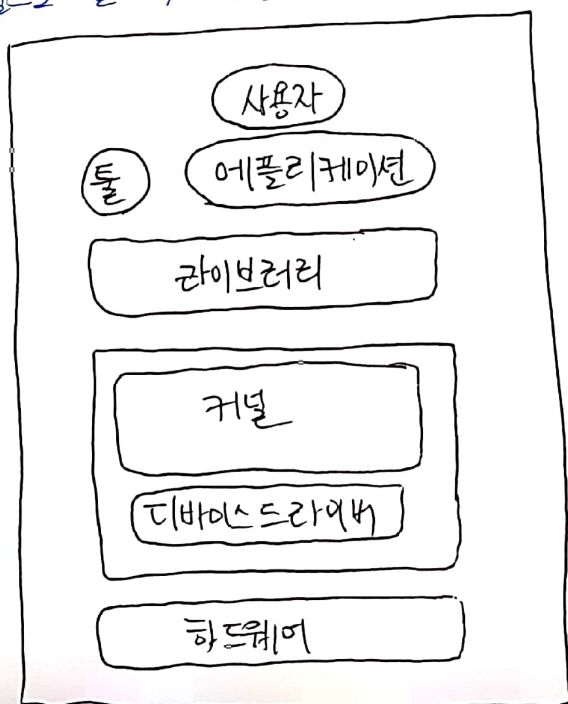 사용자
툴 에플리케이션
라이브러리
커널
디바이스드라이버
하드웨어